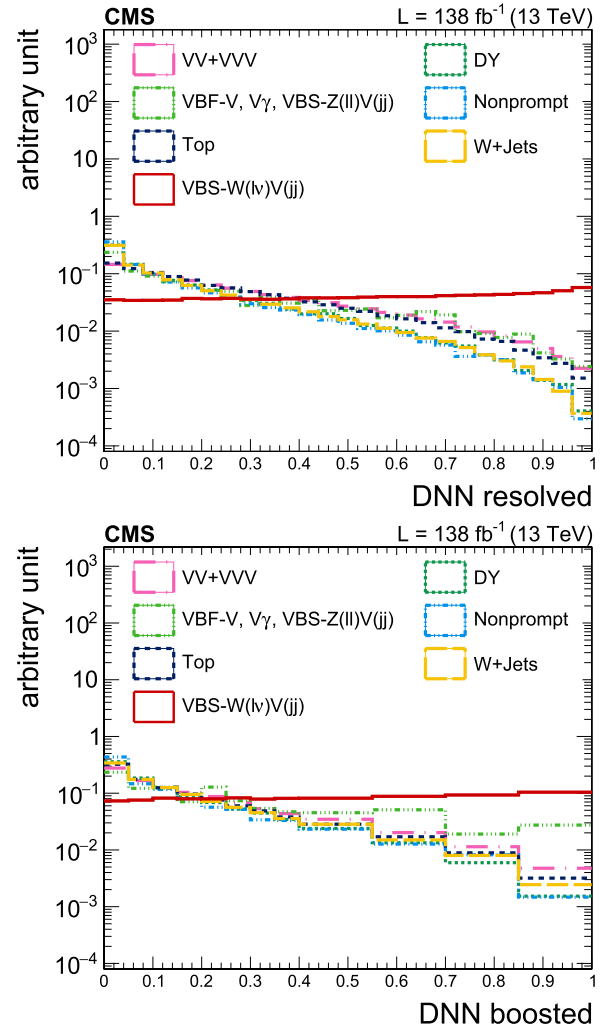 CMS L = 138 fb⁻¹ (13 TeV)
arbitrary unit
10³
10²
10
1
10⁻¹
10⁻²
10⁻³
10⁻⁴
VV+VVV
DY
VBF-V, Vγ, VBS-Z(ll)V(jj)
Nonprompt
Top
W+Jets
VBS-W(lν)V(jj)
0 0.1 0.2 0.3 0.4 0.5 0.6 0.7 0.8 0.9 1
DNN resolved
CMS L = 138 fb⁻¹ (13 TeV)
arbitrary unit
10³
10²
10
1
10⁻¹
10⁻²
10⁻³
10⁻⁴
VV+VVV
DY
VBF-V, Vγ, VBS-Z(ll)V(jj)
Nonprompt
Top
W+Jets
VBS-W(lν)V(jj)
0 0.1 0.2 0.3 0.4 0.5 0.6 0.7 0.8 0.9 1
DNN boosted